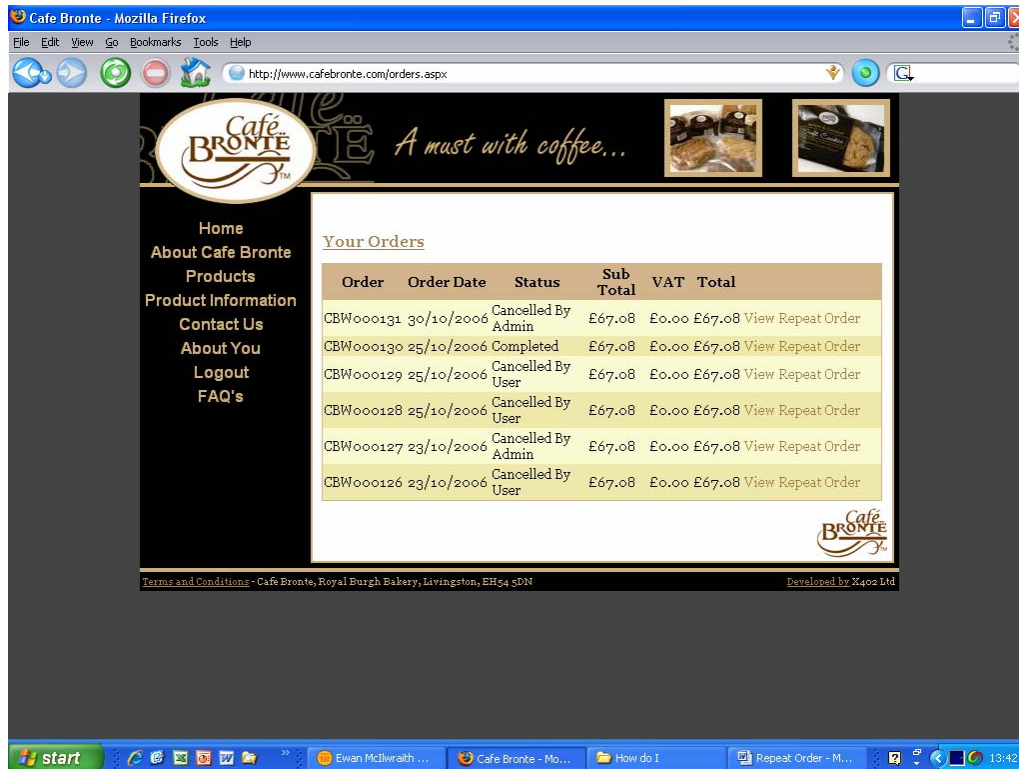 Cafe Bronte - Mozilla Firefox
File Edit View Go Bookmarks Tools Help
http://www.cafebronte.com/orders.aspx
G
Café
BRONTË
TM
A must with coffee...
Home
About Cafe Bronte
Products
Product Information
Contact Us
About You
Logout
FAQ's
Your Orders
Order Order Date Status Sub Total VAT Total
CBW000131 30/10/2006 Cancelled By Admin £67.08 £0.00 £67.08 View Repeat Order
CBW000130 25/10/2006 Completed £67.08 £0.00 £67.08 View Repeat Order
CBW000129 25/10/2006 Cancelled By User £67.08 £0.00 £67.08 View Repeat Order
CBW000128 25/10/2006 Cancelled By User £67.08 £0.00 £67.08 View Repeat Order
CBW000127 23/10/2006 Cancelled By Admin £67.08 £0.00 £67.08 View Repeat Order
CBW000126 23/10/2006 Cancelled By User £67.08 £0.00 £67.08 View Repeat Order
Café
BRONTË
TM
Terms and Conditions - Cafe Bronte, Royal Burgh Bakery, Livingston, EH54 5DN Developed by X402 Ltd
start Ewan McIlwraith ... Cafe Bronte - Mo... How do I Repeat Order - M... 13:42